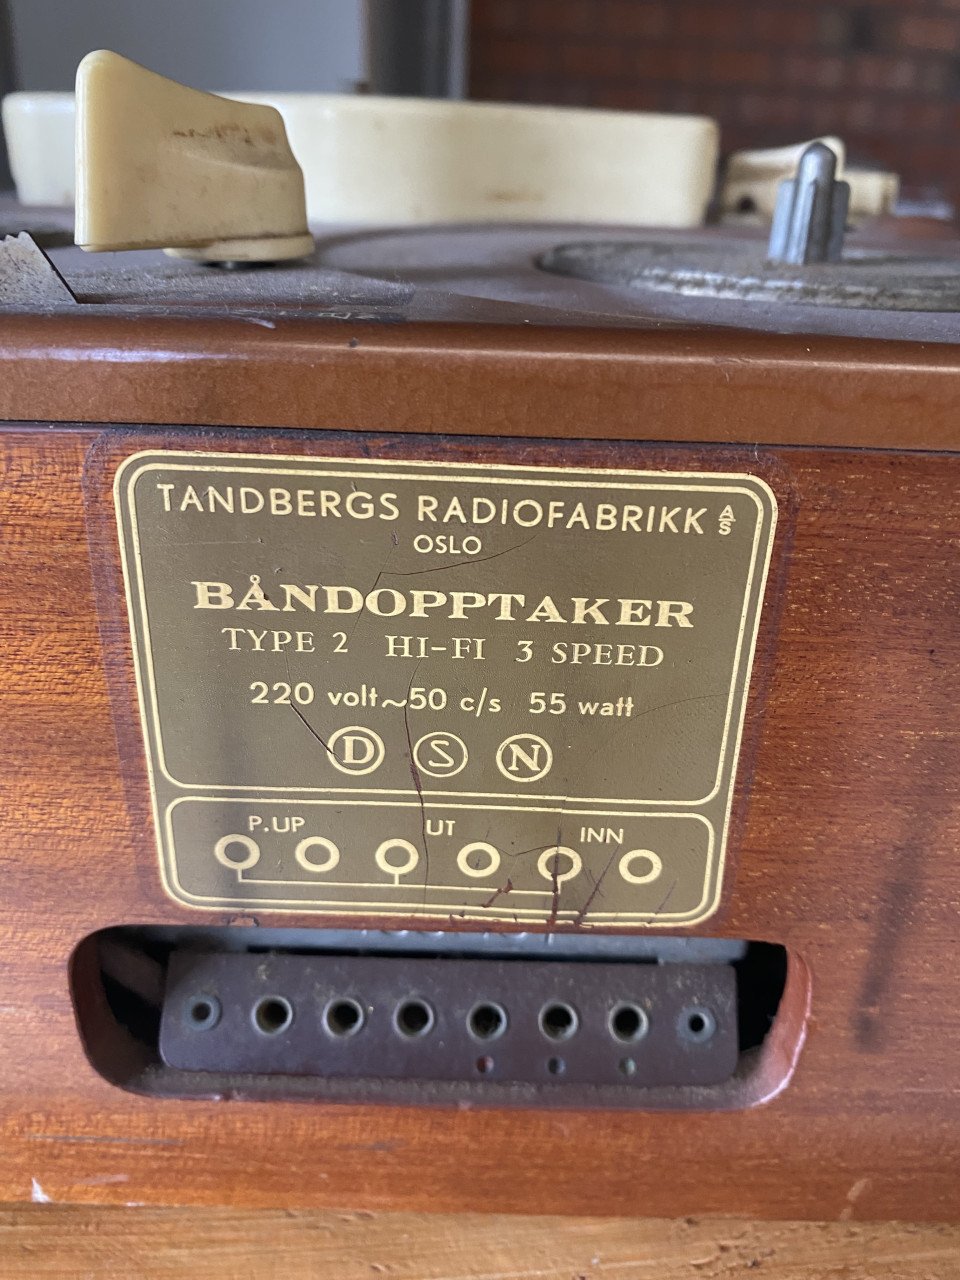 TANDBERGS RADIOFABRIKK A/S
OSLO
BÅNDOPPTAKER
TYPE 2 HI-FI 3 SPEED
220 volt~50 c/s 55 watt
D S N
P.UP UT INN